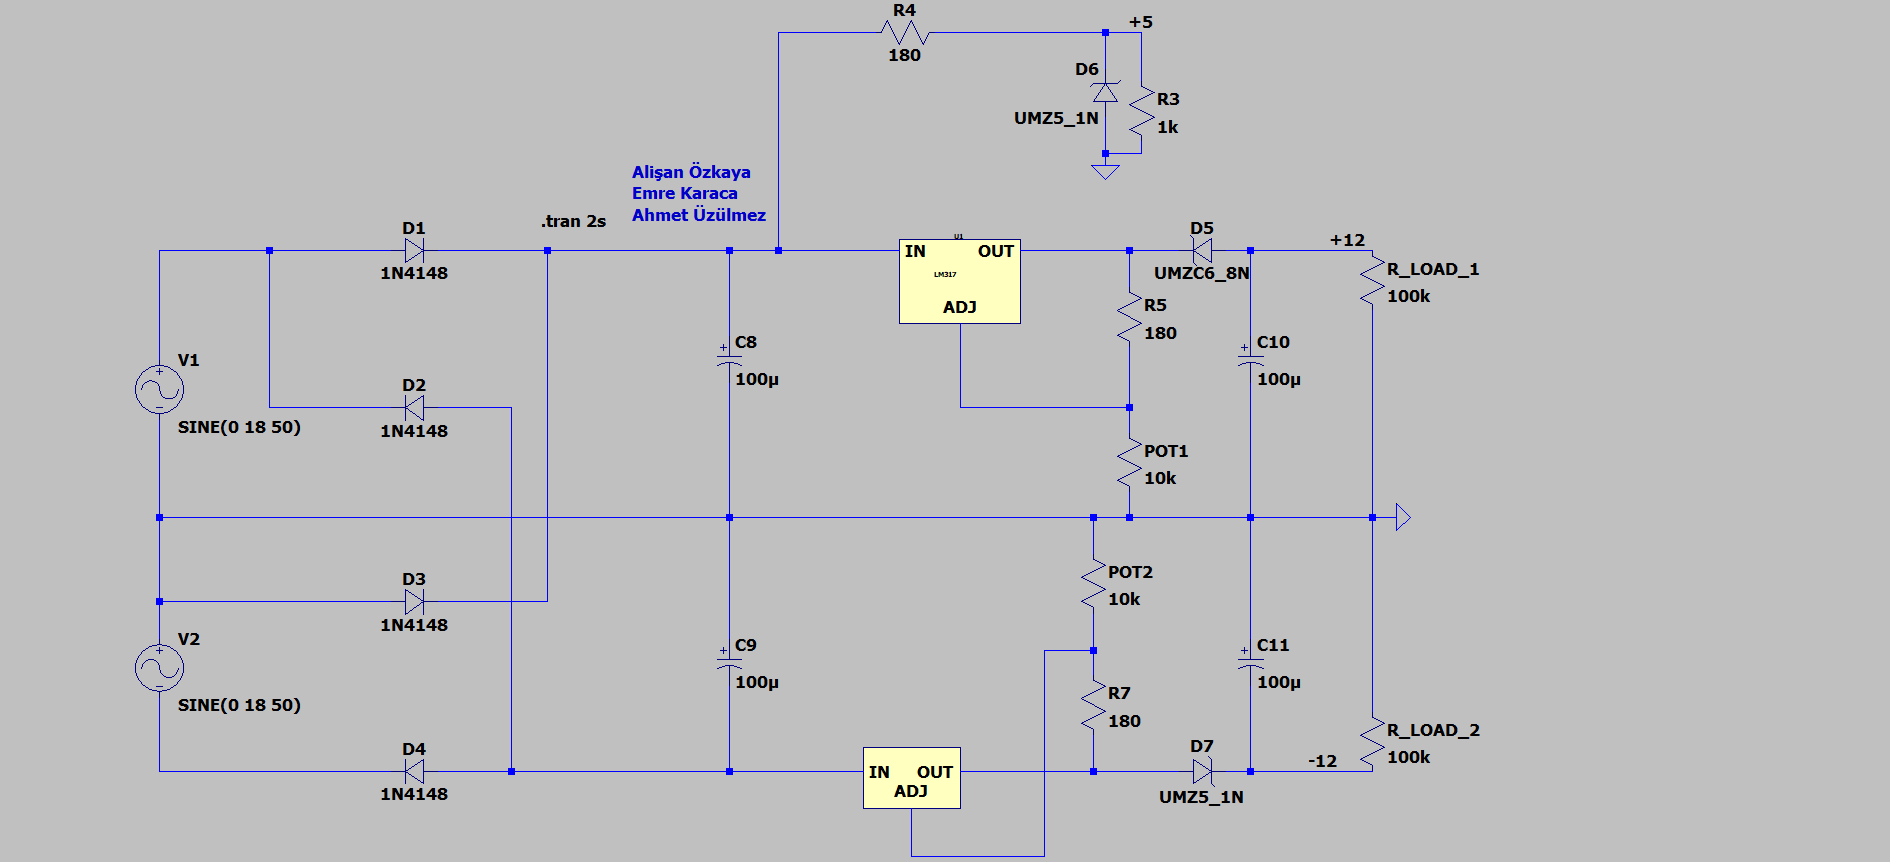 R4
180
+5
D6
UMZ5_1N
R3
1k
Alişan Özkaya
Emre Karaca
Ahmet Üzülmez
.tran 2s
D1
1N4148
U1
IN
OUT
LM317
ADJ
D5
UMZC6_8N
+12
R_LOAD_1
100k
R5
180
V1
SINE(0 18 50)
D2
1N4148
C8
100µ
C10
100µ
POT1
10k
D3
1N4148
POT2
10k
V2
SINE(0 18 50)
C9
100µ
C11
100µ
R7
180
D4
1N4148
IN
OUT
ADJ
D7
UMZ5_1N
-12
R_LOAD_2
100k